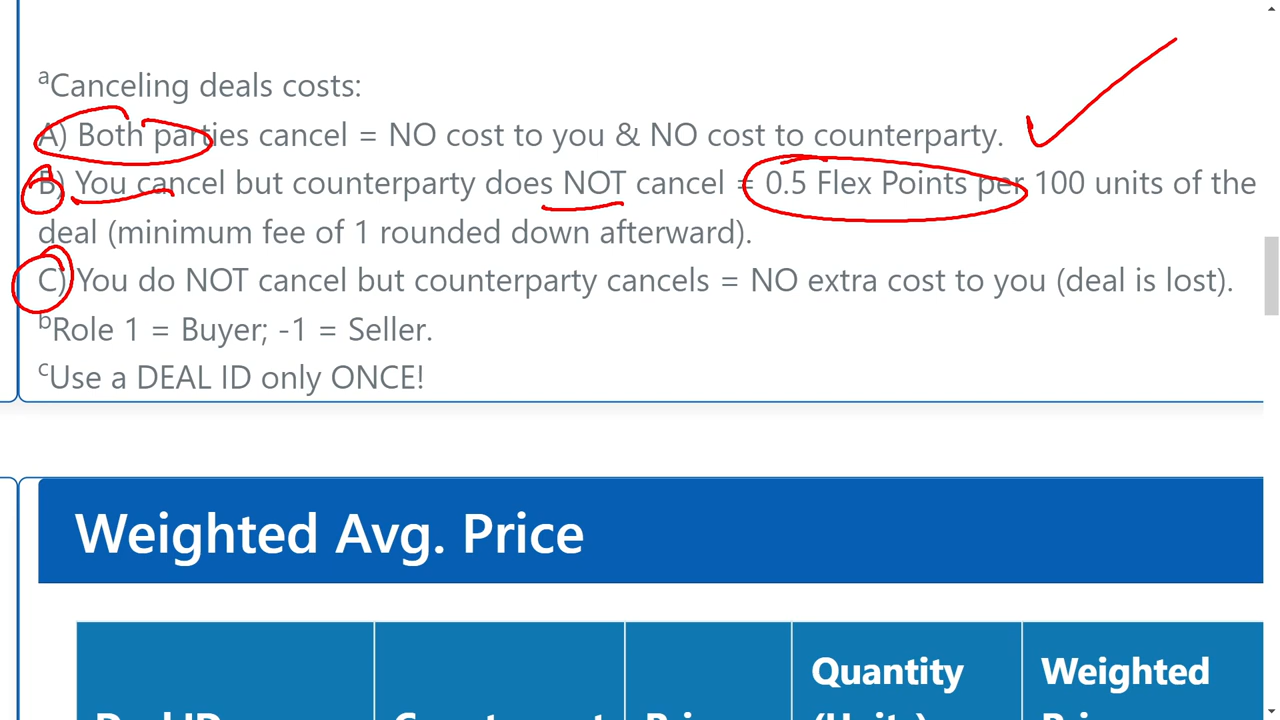 ᵃCanceling deals costs:
A) Both parties cancel = NO cost to you & NO cost to counterparty.
B) You cancel but counterparty does NOT cancel = 0.5 Flex Points per 100 units of the
deal (minimum fee of 1 rounded down afterward).
C) You do NOT cancel but counterparty cancels = NO extra cost to you (deal is lost).
ᵇRole 1 = Buyer; -1 = Seller.
ᶜUse a DEAL ID only ONCE!
Weighted Avg. Price
Quantity Weighted
Deal ID